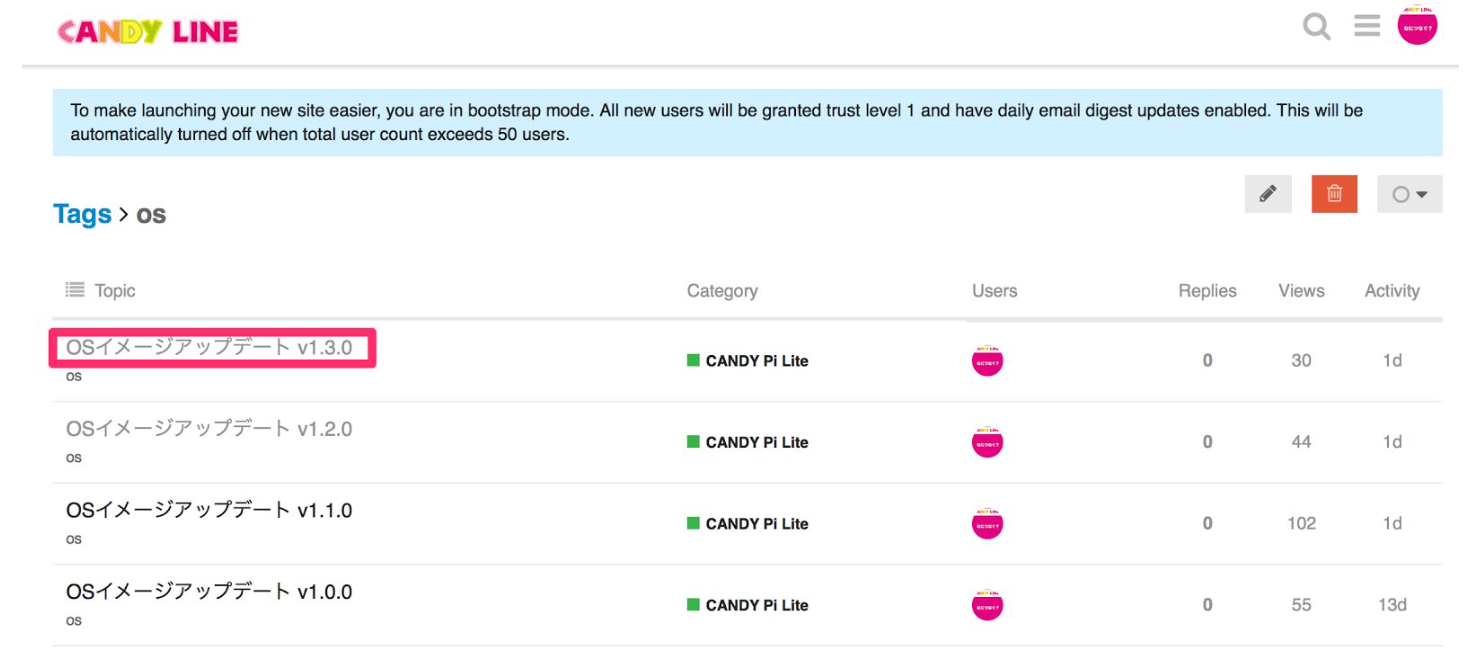 CANDY LINE
To make launching your new site easier, you are in bootstrap mode. All new users will be granted trust level 1 and have daily email digest updates enabled. This will be
automatically turned off when total user count exceeds 50 users.
Tags > os
Topic Category Users Replies Views Activity
OSイメージアップデート v1.3.0 CANDY Pi Lite 0 30 1d
os
OSイメージアップデート v1.2.0 CANDY Pi Lite 0 44 1d
os
OSイメージアップデート v1.1.0 CANDY Pi Lite 0 102 1d
os
OSイメージアップデート v1.0.0 CANDY Pi Lite 0 55 13d
os